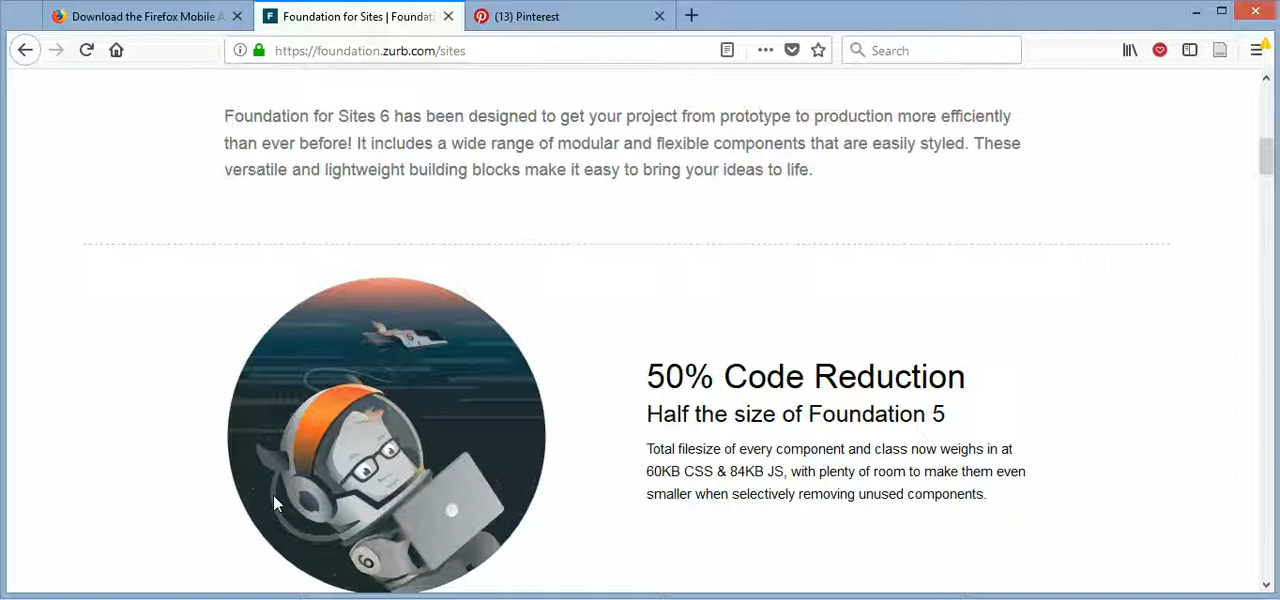 Download the Firefox Mobile A
Foundation for Sites | Foundati
(13) Pinterest
https://foundation.zurb.com/sites
Search
Foundation for Sites 6 has been designed to get your project from prototype to production more efficiently
than ever before! It includes a wide range of modular and flexible components that are easily styled. These
versatile and lightweight building blocks make it easy to bring your ideas to life.
6
6
50% Code Reduction
Half the size of Foundation 5
Total filesize of every component and class now weighs in at
60KB CSS & 84KB JS, with plenty of room to make them even
smaller when selectively removing unused components.